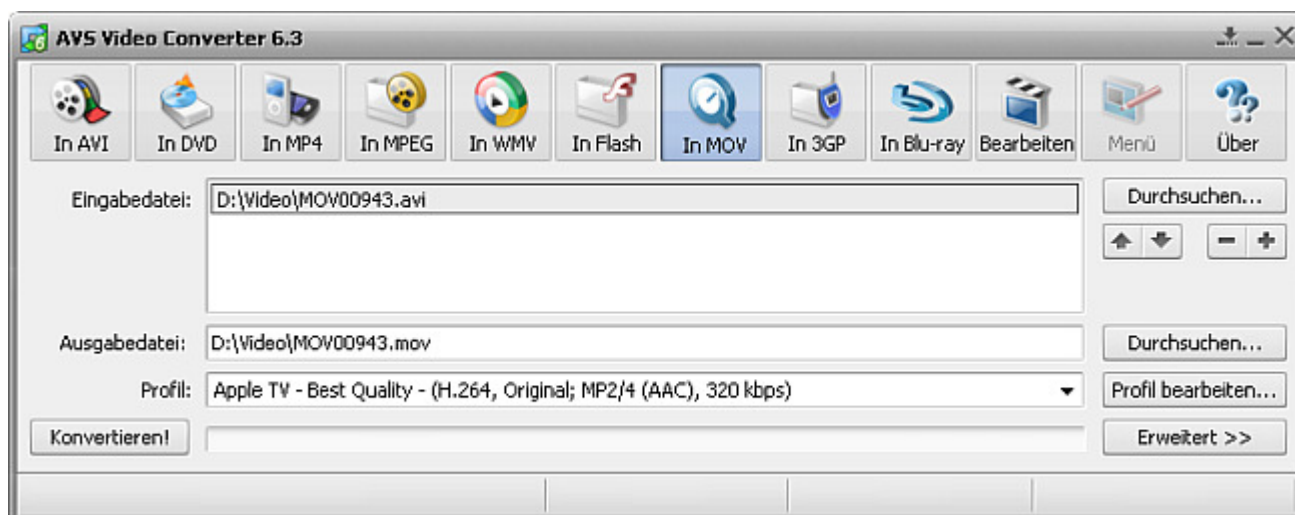 AVS Video Converter 6.3
In AVI In DVD In MP4 In MPEG In WMV In Flash In MOV In 3GP In Blu-ray Bearbeiten Menü Über
Eingabedatei: D:\Video\MOV00943.avi Durchsuchen...
Ausgabedatei: D:\Video\MOV00943.mov Durchsuchen...
Profil: Apple TV - Best Quality - (H.264, Original; MP2/4 (AAC), 320 kbps) Profil bearbeiten...
Konvertieren! Erweitert >>